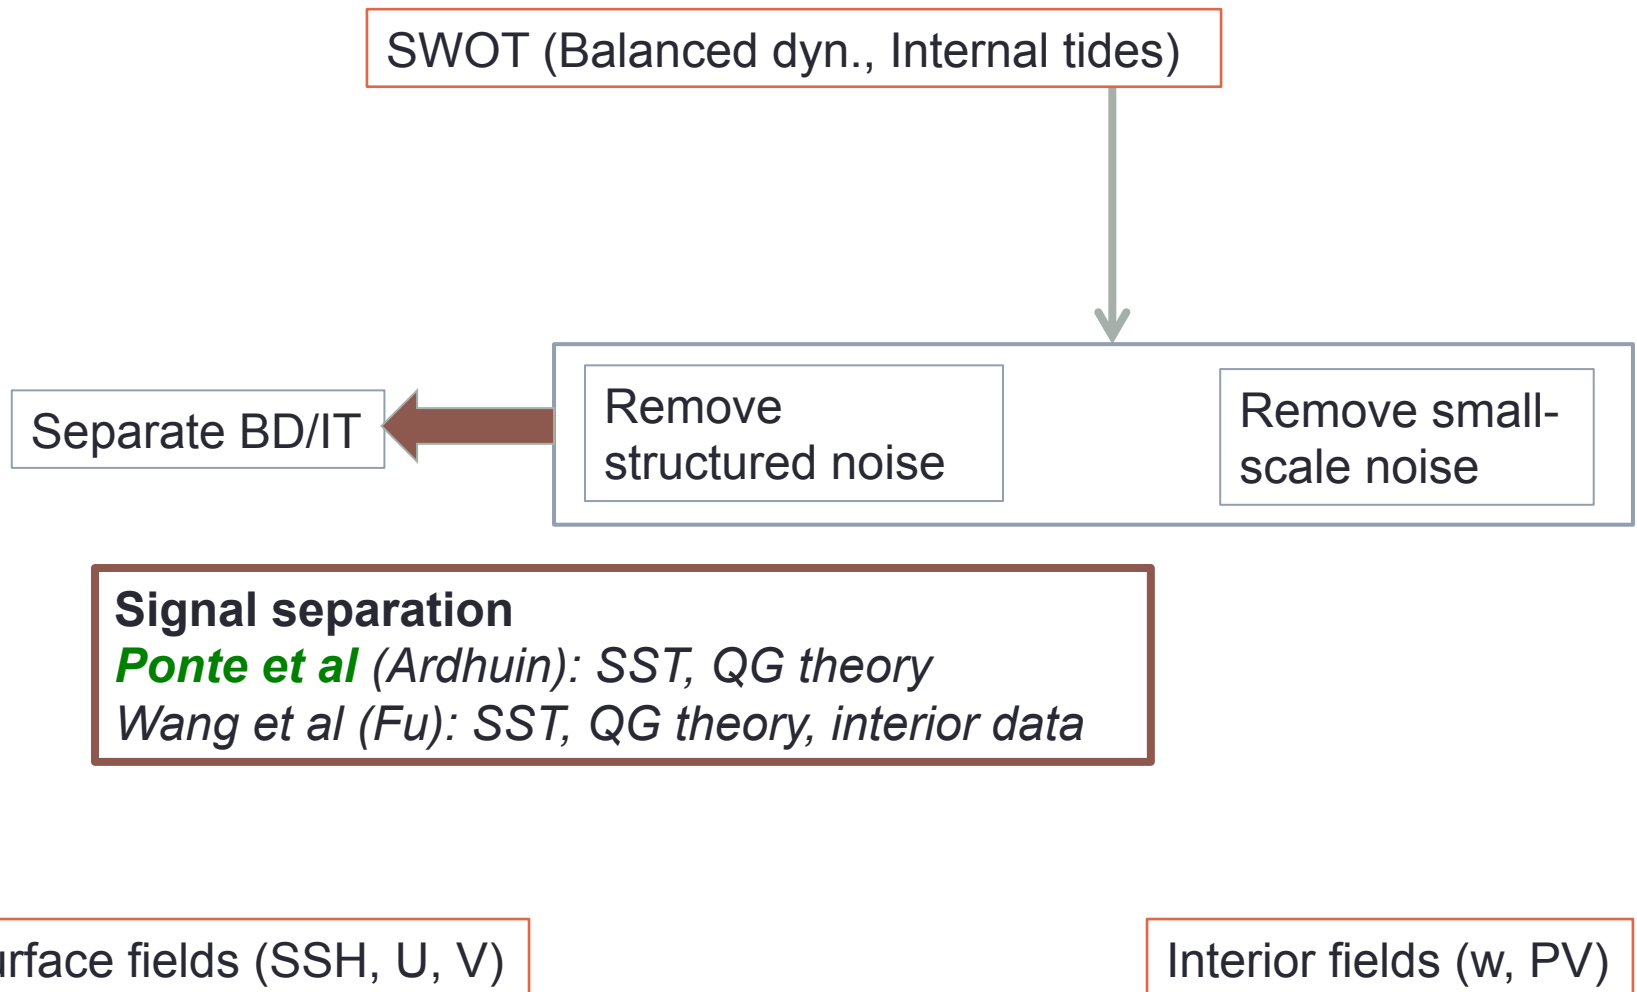 SWOT (Balanced dyn., Internal tides)
Separate BD/IT
Remove
structured noise
Remove small-
scale noise
Signal separation
Ponte et al (Ardhuin): SST, QG theory
Wang et al (Fu): SST, QG theory, interior data
urface fields (SSH, U, V)
Interior fields (w, PV)